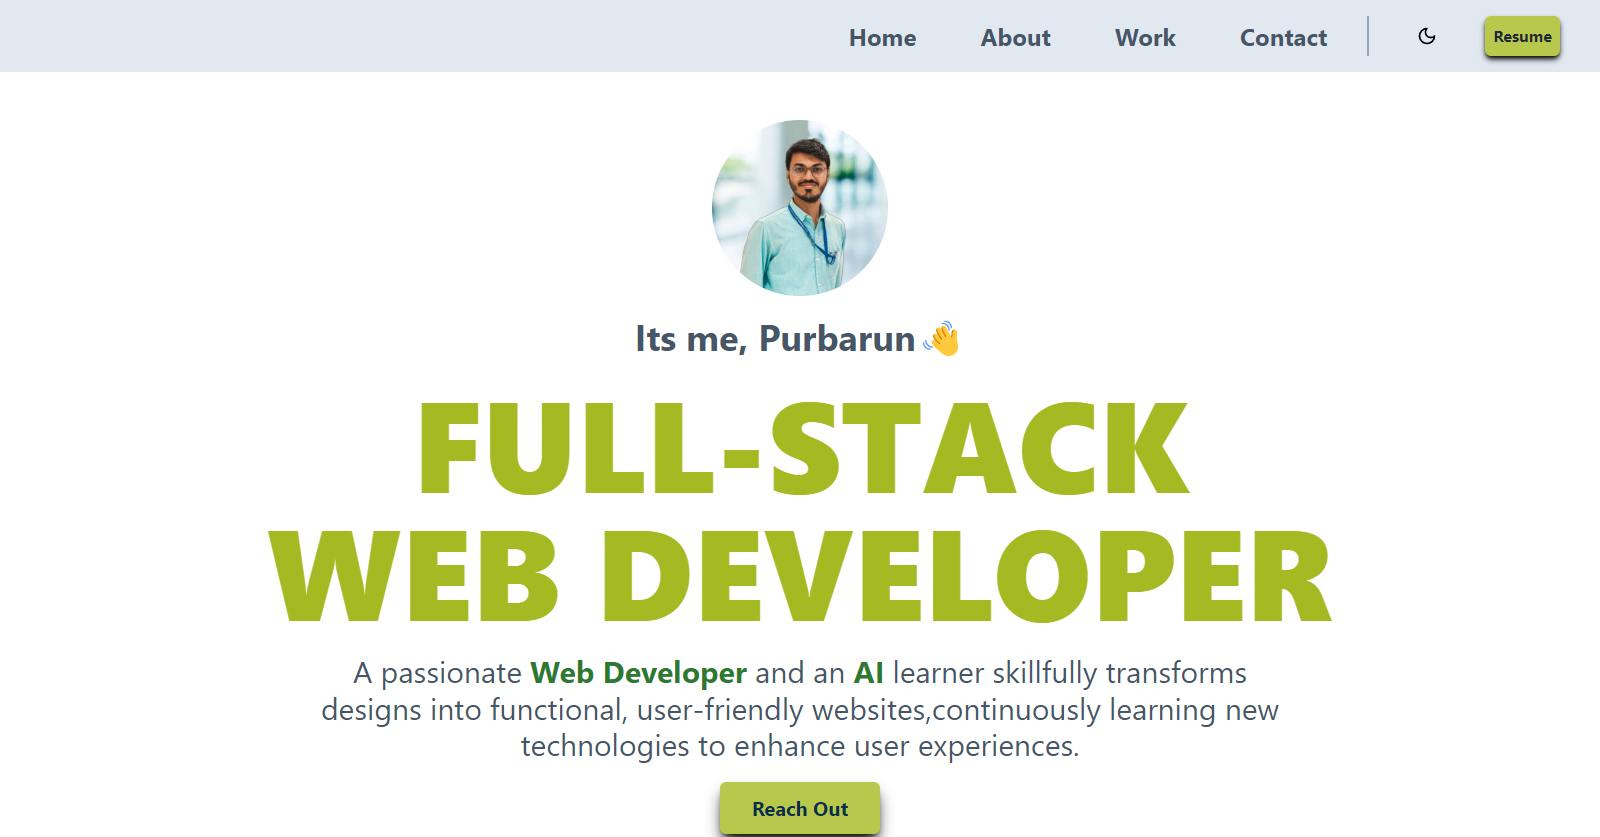 Home About Work Contact Resume
Its me, Purbarun 👋
FULL-STACK
WEB DEVELOPER
A passionate Web Developer and an AI learner skillfully transforms
designs into functional, user-friendly websites,continuously learning new
technologies to enhance user experiences.
Reach Out